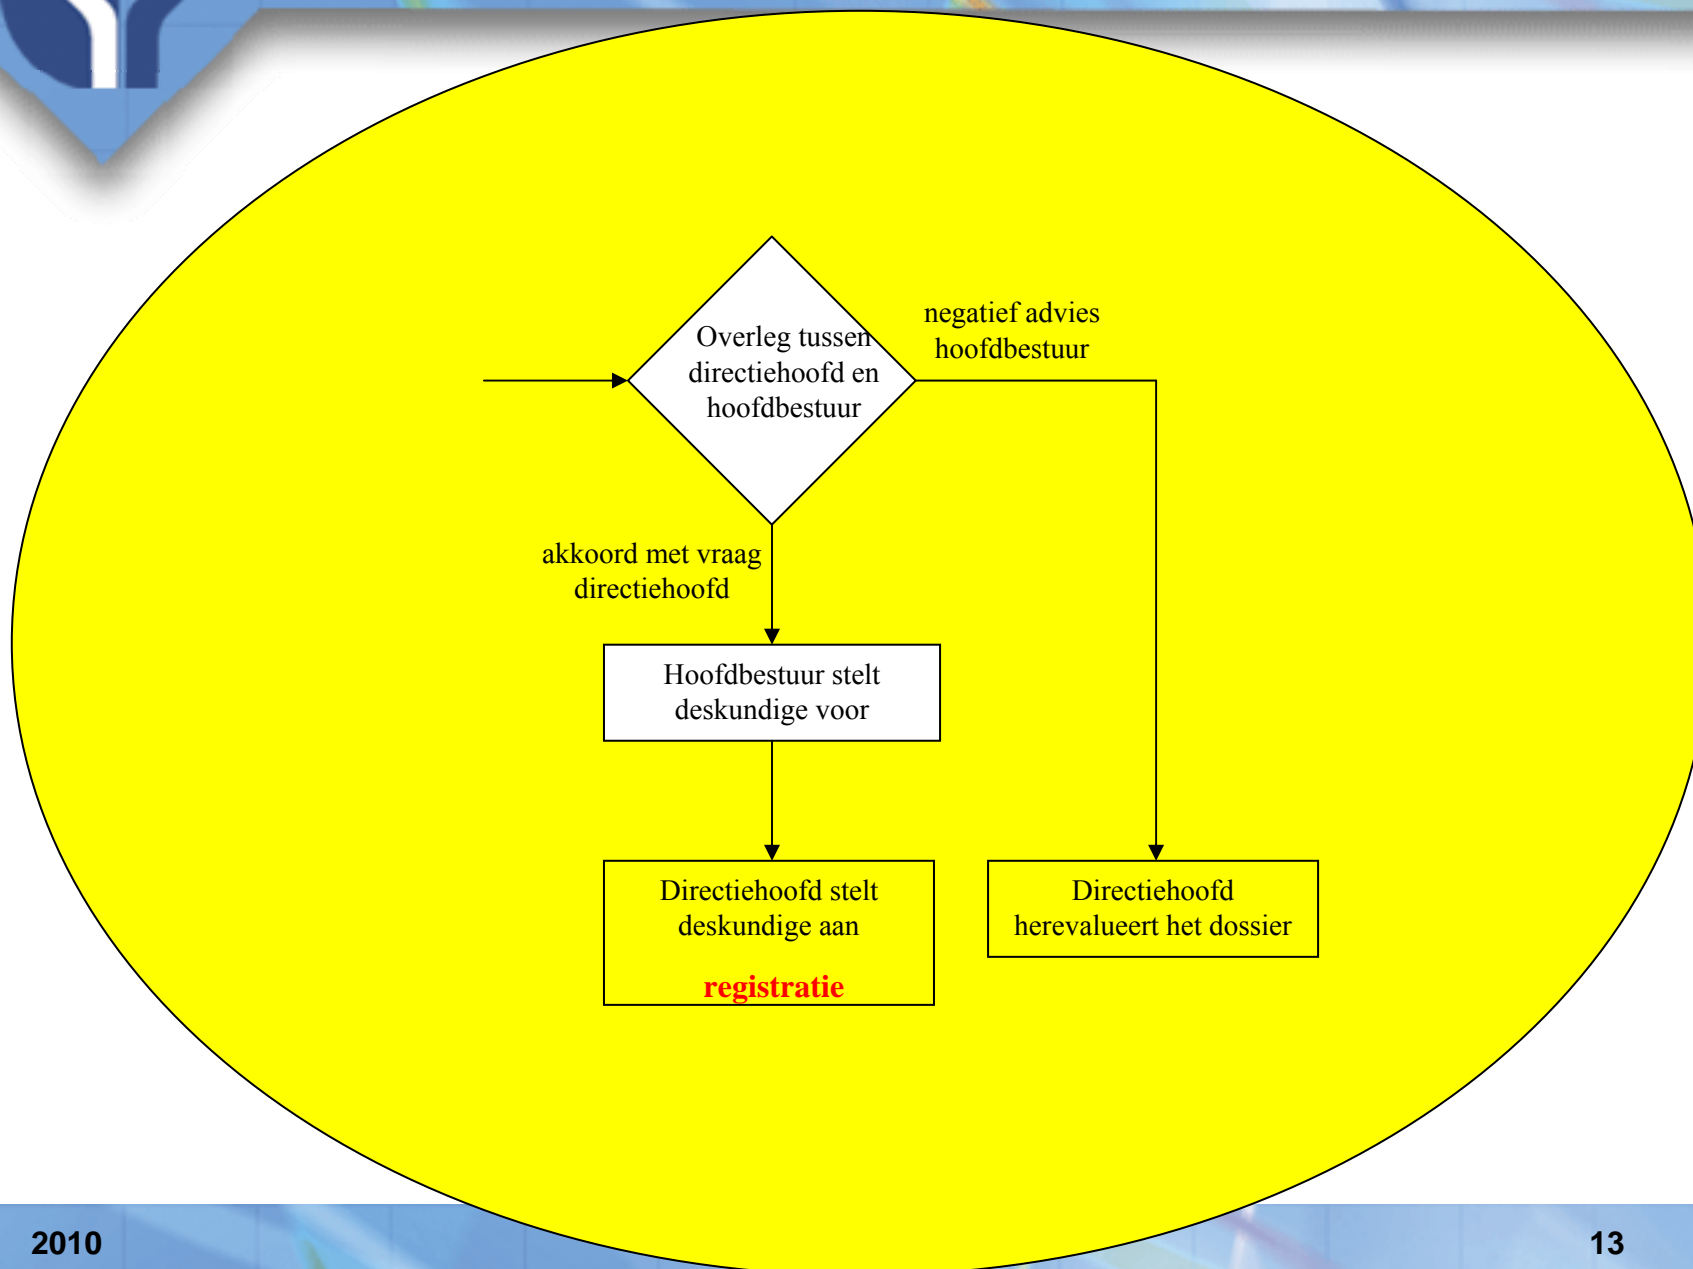 Overleg tussen
directiehoofd en
hoofdbestuur
negatief advies
hoofdbestuur
akkoord met vraag
directiehoofd
Hoofdbestuur stelt
deskundige voor
Directiehoofd stelt
deskundige aan
registratie
Directiehoofd
herevalueert het dossier
2010
13